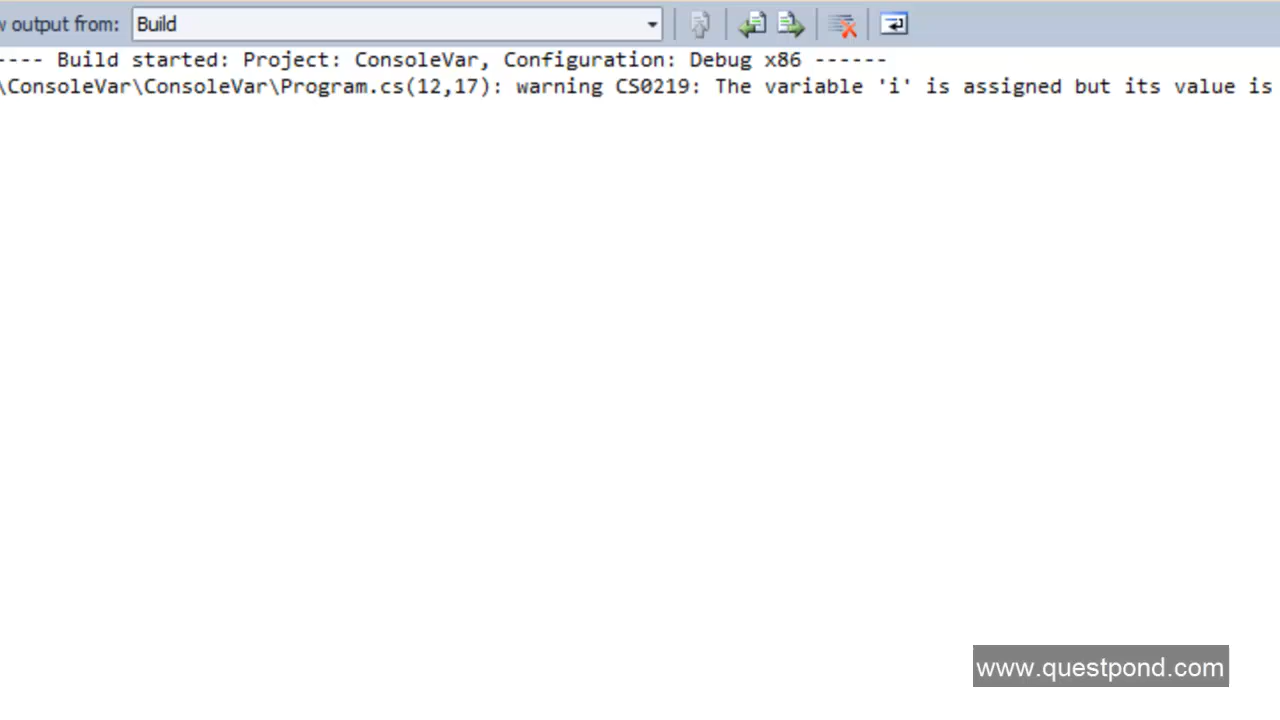 output from: Build
---- Build started: Project: ConsoleVar, Configuration: Debug x86 ------
\ConsoleVar\ConsoleVar\Program.cs(12,17): warning CS0219: The variable 'i' is assigned but its value is
www.questpond.com